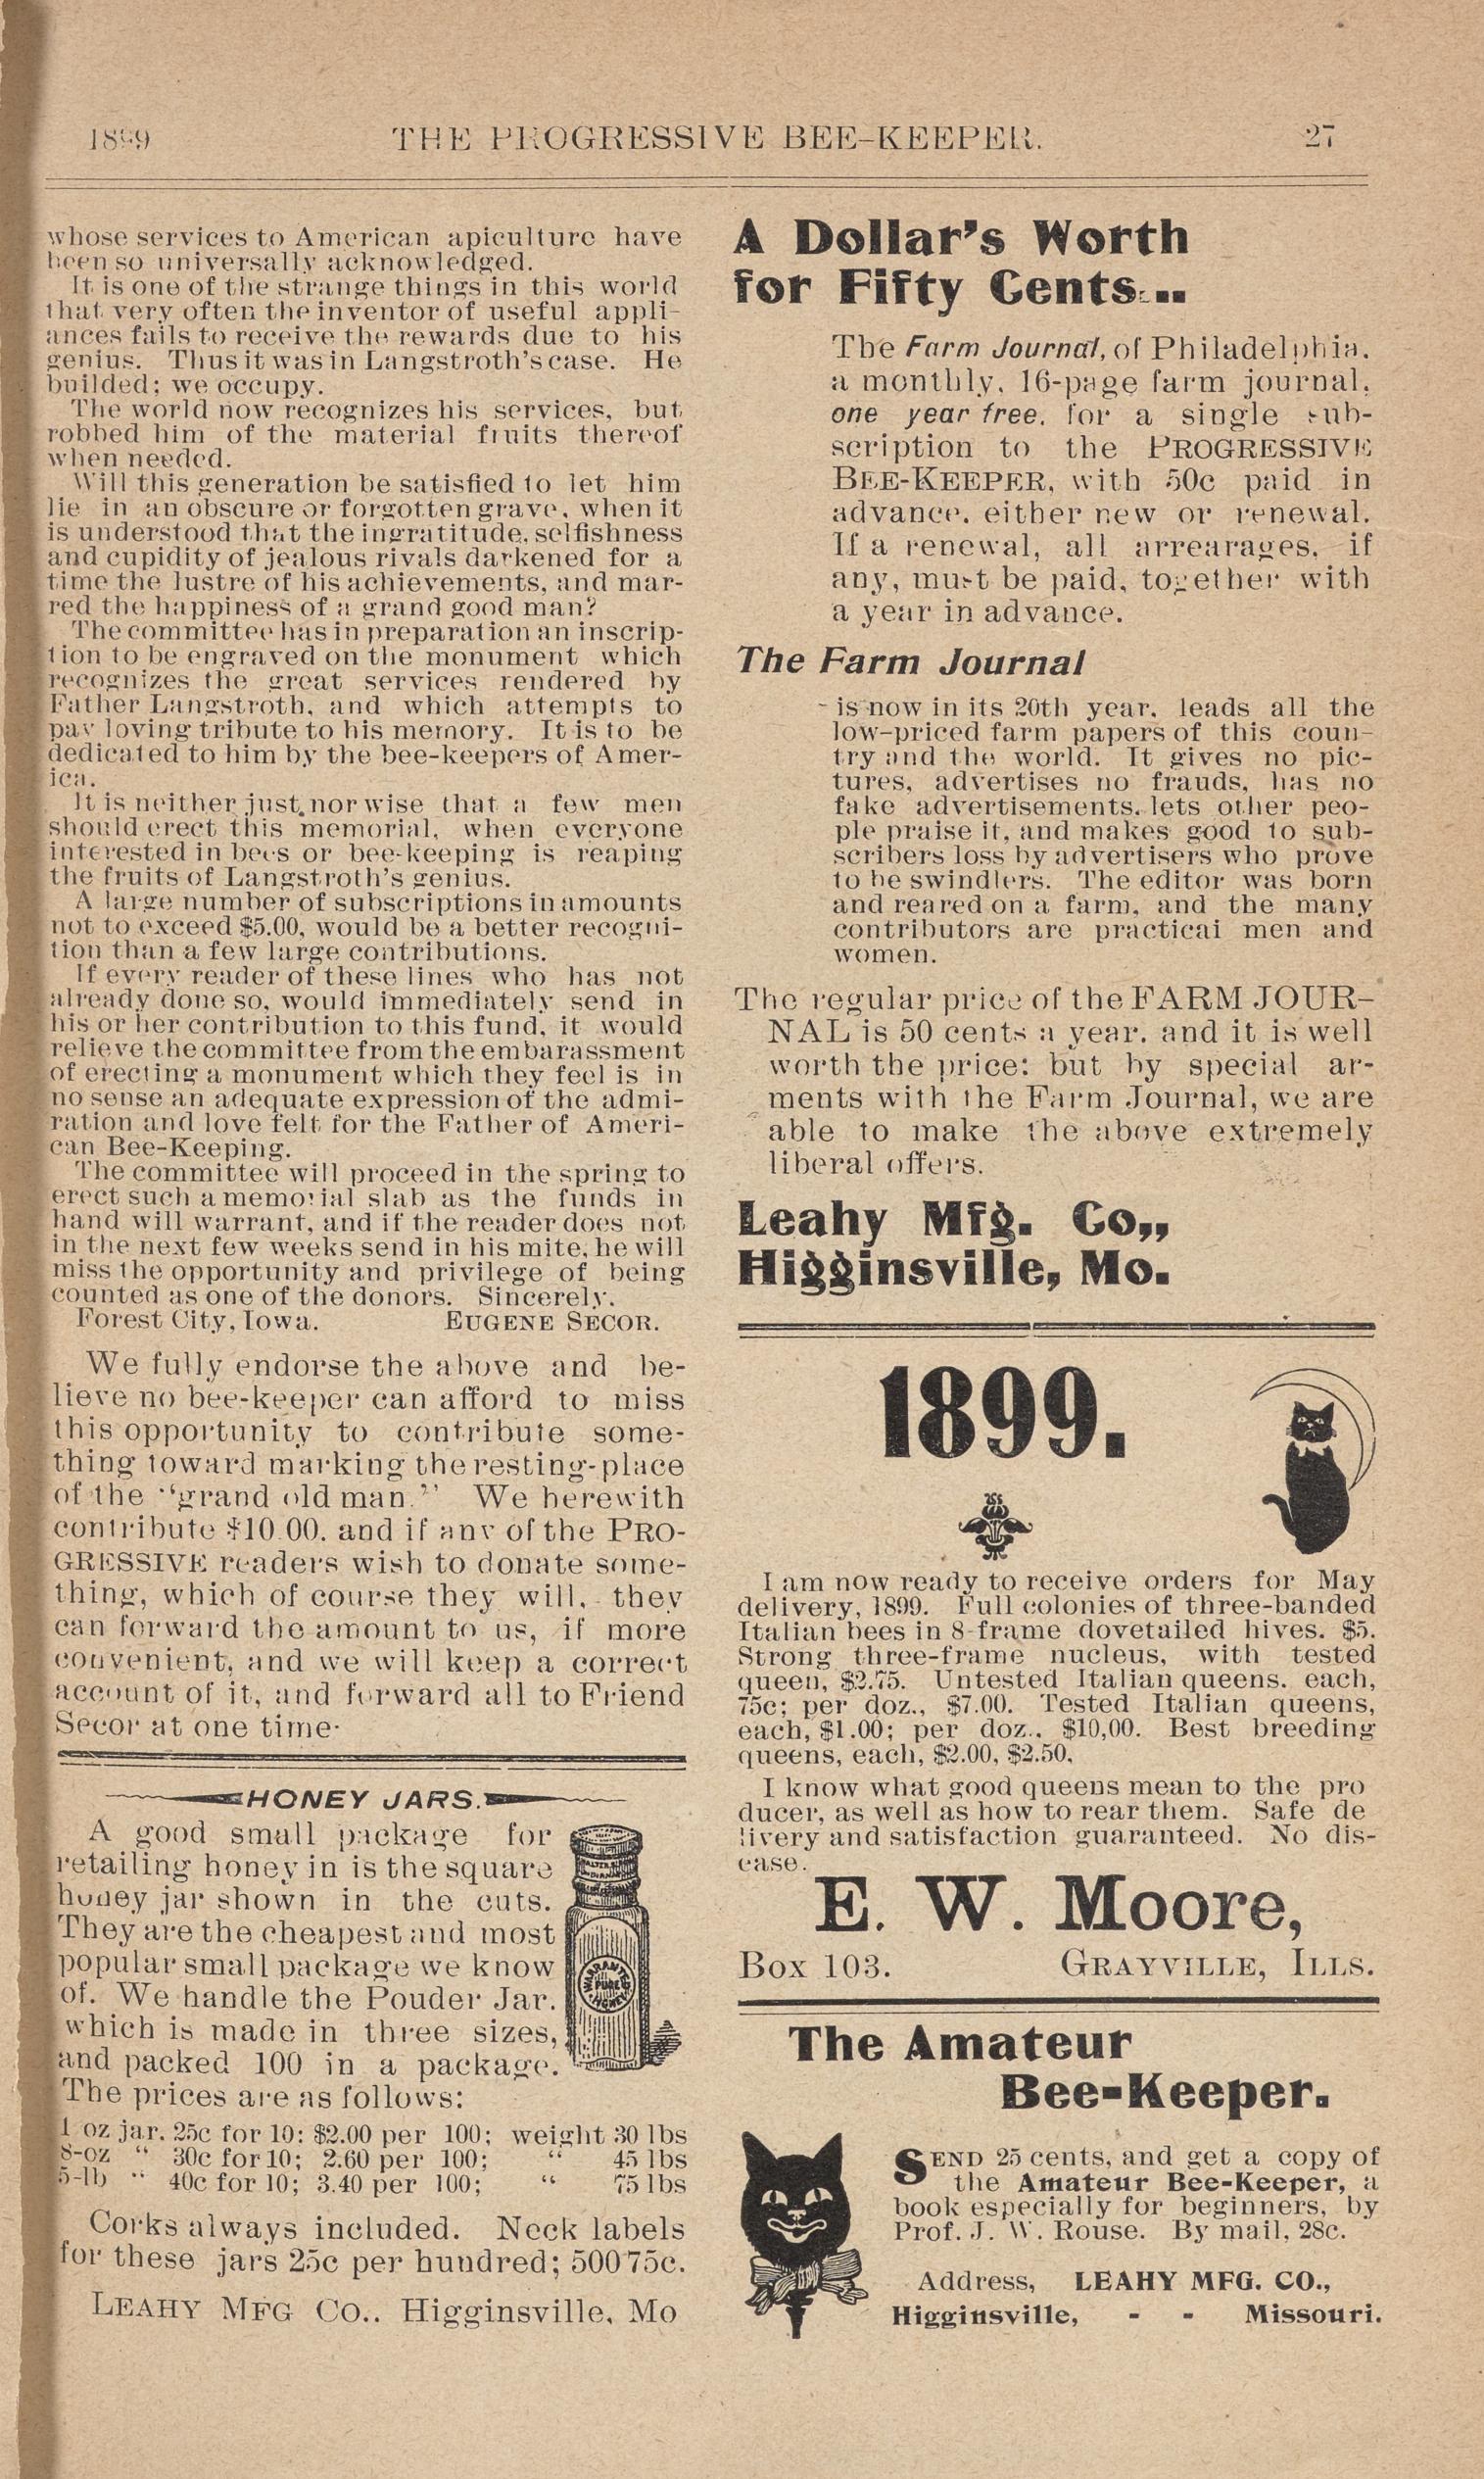 1899
THE PROGRESSIVE BEE-KEEPER.
27
whose services to American apiculture have
been so universally acknowledged.
It is one of the strange things in this world
that very often the inventor of useful appli-
ances fails to receive the rewards due to his
genius. Thus it was in Langstroth's case. He
builded; we occupy.
The world now recognizes his services, but
robbed him of the material fruits thereof
when needed.
Will this generation be satisfied to let him
lie in an obscure or forgotten grave, when it
is understood that the ingratitude, selfishness
and cupidity of jealous rivals darkened for a
time the lustre of his achievements, and mar-
red the happiness of a grand good man?
The committee has in preparation an inscrip-
tion to be engraved on the monument which
recognizes the great services rendered by
Father Langstroth, and which attempts to
pay loving tribute to his memory. It is to be
dedicated to him by the bee-keepers of Amer-
ica.
It is neither just nor wise that a few men
should erect this memorial, when everyone
interested in bees or bee-keeping is reaping
the fruits of Langstroth's genius.
A large number of subscriptions in amounts
not to exceed $5.00, would be a better recogni-
tion than a few large contributions.
If every reader of these lines who has not
already done so, would immediately send in
his or her contribution to this fund, it would
relieve the committee from the embarassment
of erecting a monument which they feel is in
no sense an adequate expression of the admi-
ration and love felt for the Father of Ameri-
can Bee-Keeping.
The committee will proceed in the spring to
erect such a memorial slab as the funds in
hand will warrant, and if the reader does not
in the next few weeks send in his mite, he will
miss the opportunity and privilege of being
counted as one of the donors. Sincerely.
Forest City, Iowa. EUGENE SECOR.
We fully endorse the above and be-
lieve no bee-keeper can afford to miss
this opportunity to contribute some-
thing toward marking the resting-place
of the "grand old man." We herewith
contribute $10.00, and if any of the PRO-
GRESSIVE readers wish to donate some-
thing, which of course they will, they
can forward the amount to us, if more
convenient, and we will keep a correct
account of it, and forward all to Friend
Secor at one time.
HONEY JARS.
A good small package for
retailing honey in is the square
honey jar shown in the cuts.
They are the cheapest and most
popular small package we know
of. We handle the Pouder Jar.
which is made in three sizes,
and packed 100 in a package.
The prices are as follows:
1 oz jar, 25c for 10: $2.00 per 100; weight 30 lbs
8-oz " 30c for 10; 2.60 per 100; " 45 lbs
5-lb " 40c for 10; 3.40 per 100; " 75 lbs
Corks always included. Neck labels
for these jars 25c per hundred; 500 75c.
LEAHY MFG CO.. Higginsville, Mo
PURE
HONEY
A Dollar's Worth
for Fifty Cents...
The Farm Journal, of Philadelphia,
a monthly, 16-page farm journal,
one year free, for a single sub-
scription to the PROGRESSIVE
BEE-KEEPER, with 50c paid in
advance, either new or renewal.
If a renewal, all arrearages, if
any, must be paid, together with
a year in advance.
The Farm Journal
is now in its 20th year, leads all the
low-priced farm papers of this coun-
try and the world. It gives no pic-
tures, advertises no frauds, has no
fake advertisements, lets other peo-
ple praise it, and makes good to sub-
scribers loss by advertisers who prove
to be swindlers. The editor was born
and reared on a farm, and the many
contributors are practical men and
women.
The regular price of the FARM JOUR-
NAL is 50 cents a year, and it is well
worth the price: but by special ar-
ments with the Farm Journal, we are
able to make the above extremely
liberal offers.
Leahy Mfg. Co,,
Higginsville, Mo.
1899.
I am now ready to receive orders for May
delivery, 1899. Full colonies of three-banded
Italian bees in 8-frame dovetailed hives. $5.
Strong three-frame nucleus, with tested
queen, $2.75. Untested Italian queens. each,
75c; per doz., $7.00. Tested Italian queens,
each, $1.00; per doz.. $10,00. Best breeding
queens, each, $2.00, $2.50,
I know what good queens mean to the pro
ducer, as well as how to rear them. Safe de
livery and satisfaction guaranteed. No dis-
ease.
E. W. Moore,
Box 103. GRAYVILLE, ILLS.
The Amateur
Bee-Keeper.
SEND 25 cents, and get a copy of
the Amateur Bee-Keeper, a
book especially for beginners, by
Prof. J. W. Rouse. By mail, 28c.
Address, LEAHY MFG. CO.,
Higginsville, - - Missouri.